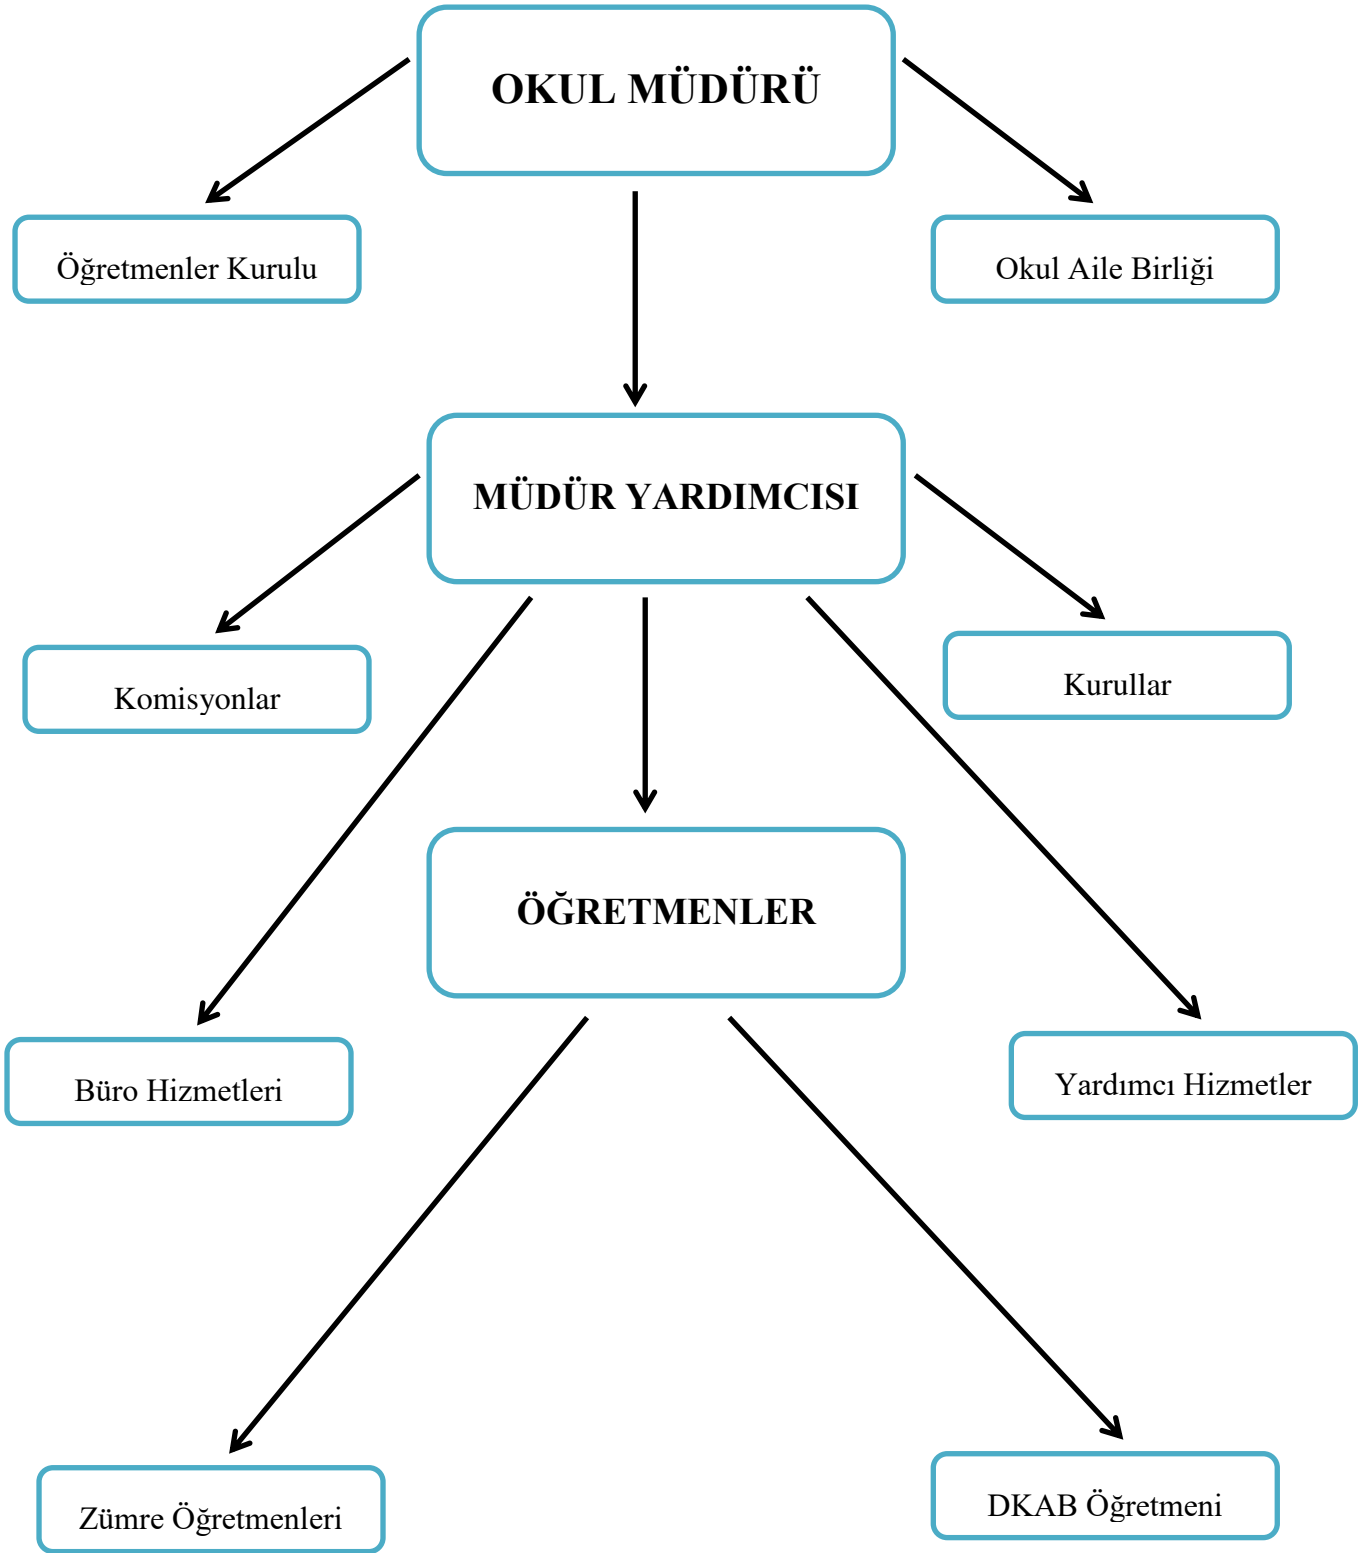 OKUL MÜDÜRÜ
Öğretmenler Kurulu
Okul Aile Birliği
MÜDÜR YARDIMCISI
Komisyonlar
Kurullar
ÖĞRETMENLER
Büro Hizmetleri
Yardımcı Hizmetler
Zümre Öğretmenleri
DKAB Öğretmeni